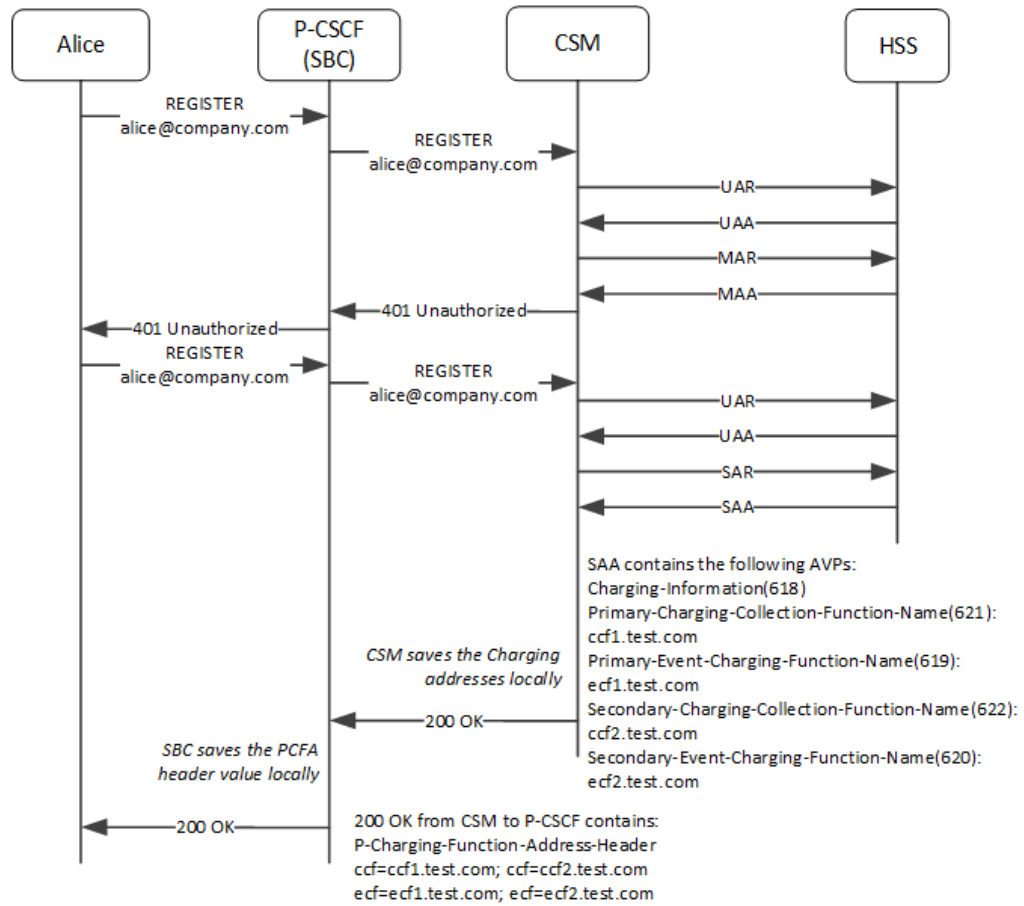 Alice
P-CSCF
(SBC)
CSM
HSS
REGISTER
alice@company.com
REGISTER
alice@company.com
UAR
UAA
MAR
MAA
401 Unauthorized
401 Unauthorized
REGISTER
alice@company.com
REGISTER
alice@company.com
UAR
UAA
SAR
SAA
SAA contains the following AVPs:
Charging-Information(618)
Primary-Charging-Collection-Function-Name(621):
ccf1.test.com
Primary-Event-Charging-Function-Name(619):
ecf1.test.com
Secondary-Charging-Collection-Function-Name(622):
ccf2.test.com
Secondary-Event-Charging-Function-Name(620):
ecf2.test.com
CSM saves the Charging
addresses locally
200 OK
SBC saves the PCFA
header value locally
200 OK
200 OK from CSM to P-CSCF contains:
P-Charging-Function-Address-Header
ccf=ccf1.test.com; ccf=ccf2.test.com
ecf=ecf1.test.com; ecf=ecf2.test.com